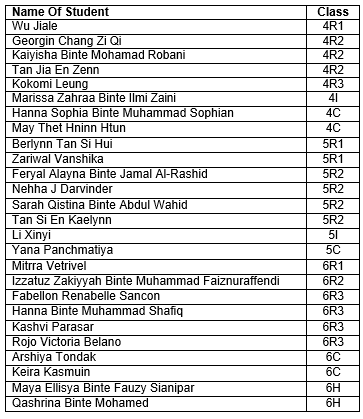 Name Of Student Class
Wu Jiale 4R1
Georgin Chang Zi Qi 4R2
Kaiyisha Binte Mohamad Robani 4R2
Tan Jia En Zenn 4R2
Kokomi Leung 4R3
Marissa Zahraa Binte Ilmi Zaini 4I
Hanna Sophia Binte Muhammad Sophian 4C
May Thet Hninn Htun 4C
Berlynn Tan Si Hui 5R1
Zariwal Vanshika 5R1
Feryal Alayna Binte Jamal Al-Rashid 5R2
Nehha J Darvinder 5R2
Sarah Qistina Binte Abdul Wahid 5R2
Tan Si En Kaelynn 5R2
Li Xinyi 5I
Yana Panchmatiya 5C
Mitrra Vetrivel 6R1
Izzatuz Zakiyyah Binte Muhammad Faiznuraffendi 6R2
Fabellon Renabelle Sancon 6R3
Hanna Binte Muhammad Shafiq 6R3
Kashvi Parasar 6R3
Rojo Victoria Belano 6R3
Arshiya Tondak 6C
Keira Kasmuin 6C
Maya Ellisya Binte Fauzy Sianipar 6H
Qashrina Binte Mohamed 6H